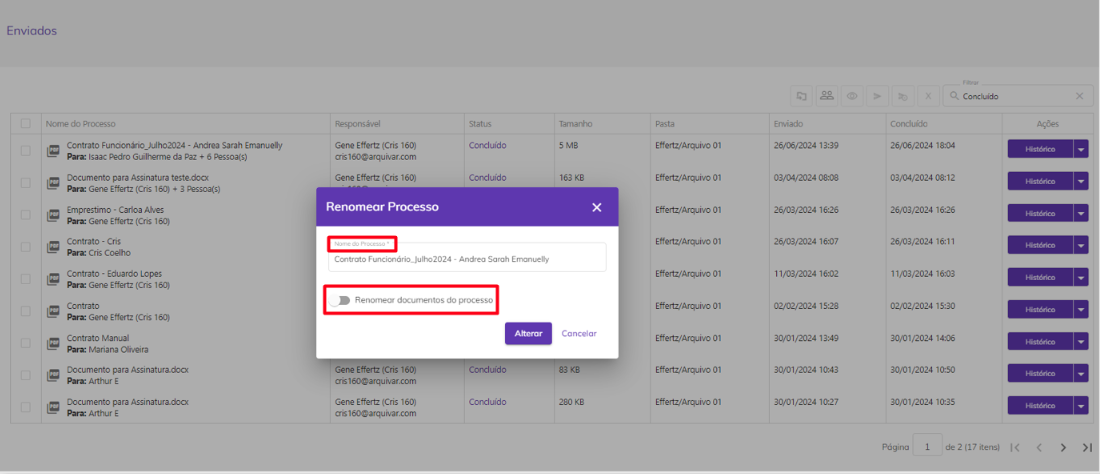 Enviados
Filtrar
Concluído
Nome do Processo Responsável Status Tamanho Pasta Enviado Concluído Ações
Contrato Funcionário_Julho2024 - Andrea Sarah Emanuelly Gene Effertz (Cris 160) Concluído 5 MB Effertz/Arquivo 01 26/06/2024 13:39 26/06/2024 18:04 Histórico
Para: Isaac Pedro Guilherme da Paz + 6 Pessoa(s) cris160@arquivar.com
Documento para Assinatura teste.docx Gene Effertz (Cris 160) Concluído 163 KB Effertz/Arquivo 01 03/04/2024 08:08 03/04/2024 08:12 Histórico
Para: Gene Effertz (Cris 160) + 3 Pessoa(s)
Emprestimo - Carloa Alves Effertz/Arquivo 01 26/03/2024 16:26 26/03/2024 16:26 Histórico
Para: Gene Effertz (Cris 160)
Contrato - Cris Effertz/Arquivo 01 26/03/2024 16:07 26/03/2024 16:11 Histórico
Para: Cris Coelho
Contrato - Eduardo Lopes Effertz/Arquivo 01 11/03/2024 16:02 11/03/2024 16:03 Histórico
Para: Gene Effertz (Cris 160)
Contrato Effertz/Arquivo 01 02/02/2024 15:28 02/02/2024 15:30 Histórico
Para: Gene Effertz (Cris 160)
Contrato Manual Effertz/Arquivo 01 30/01/2024 13:49 30/01/2024 14:06 Histórico
Para: Mariana Oliveira
Documento para Assinatura.docx Gene Effertz (Cris 160) Concluído 83 KB Effertz/Arquivo 01 30/01/2024 10:43 30/01/2024 10:50 Histórico
Para: Arthur E cris160@arquivar.com
Documento para Assinatura.docx Gene Effertz (Cris 160) Concluído 280 KB Effertz/Arquivo 01 30/01/2024 10:27 30/01/2024 10:35 Histórico
Para: Arthur E cris160@arquivar.com
Renomear Processo
Nome do Processo *
Contrato Funcionário_Julho2024 - Andrea Sarah Emanuelly
Renomear documentos do processo
Alterar Cancelar
Página 1 de 2 (17 itens)